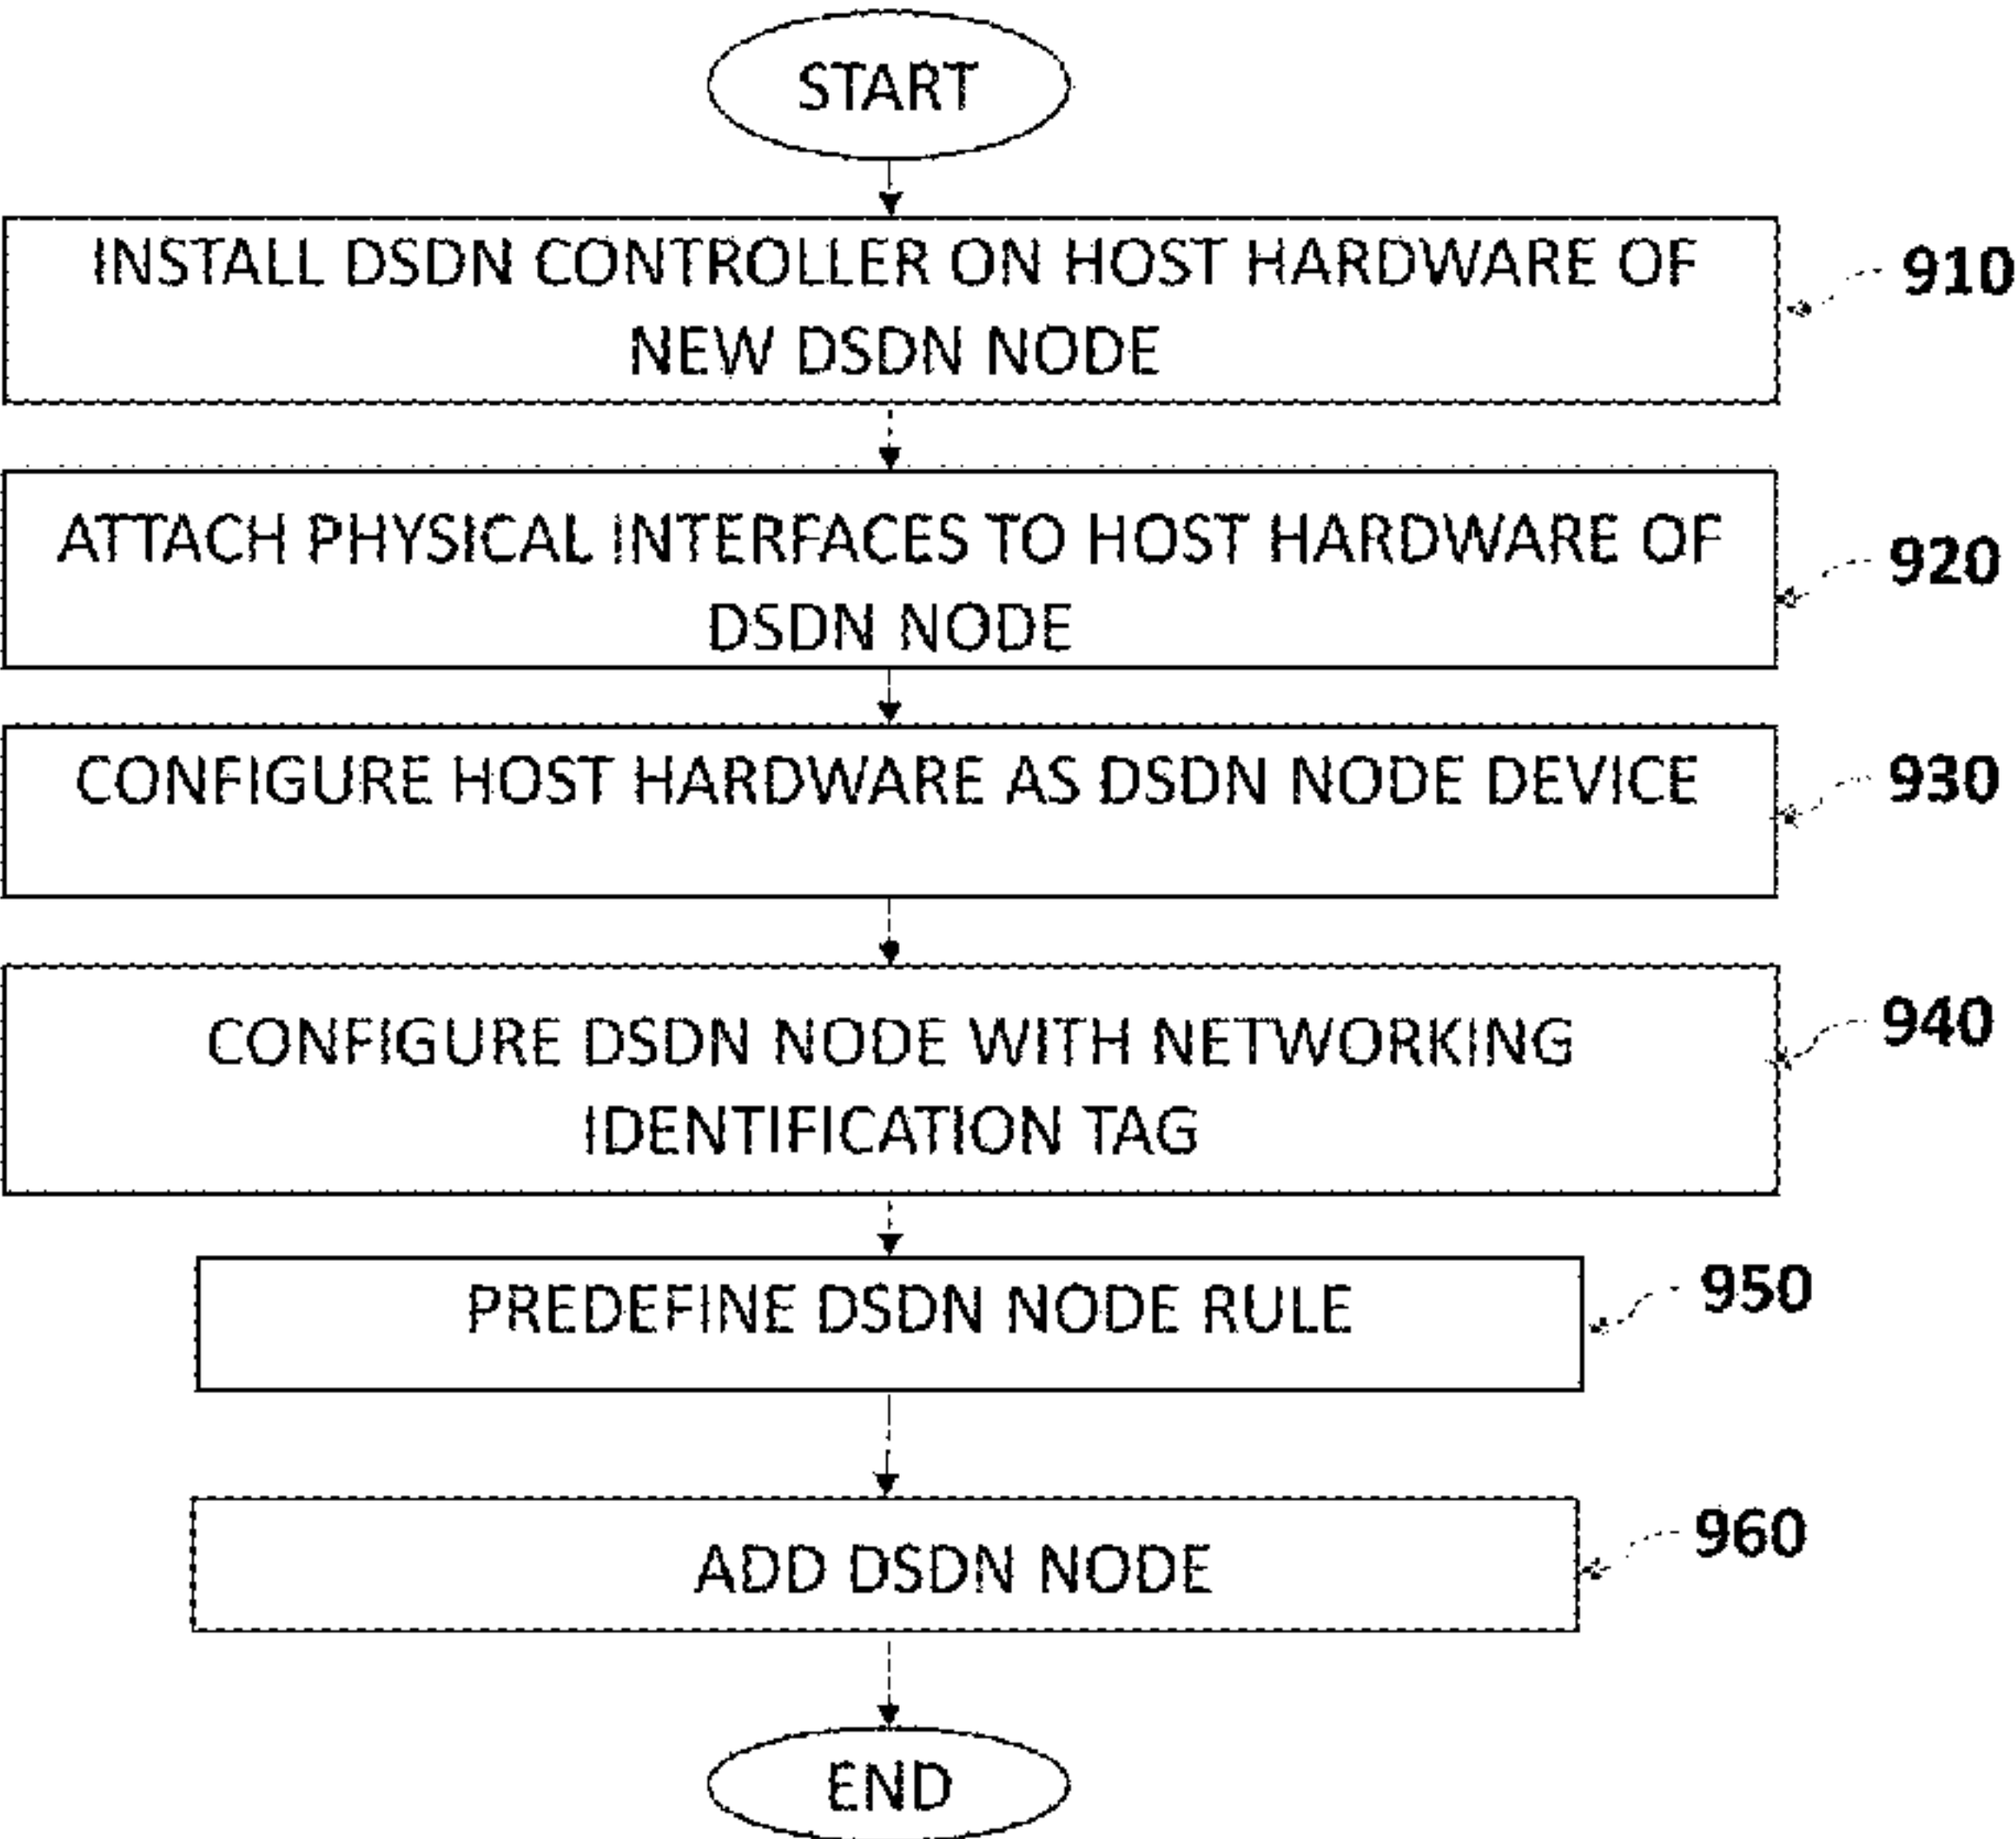 START
INSTALL DSDN CONTROLLER ON HOST HARDWARE OF
NEW DSDN NODE
910
ATTACH PHYSICAL INTERFACES TO HOST HARDWARE OF
DSDN NODE
920
CONFIGURE HOST HARDWARE AS DSDN NODE DEVICE
930
CONFIGURE DSDN NODE WITH NETWORKING
IDENTIFICATION TAG
940
PREDEFINE DSDN NODE RULE
950
ADD DSDN NODE
960
END